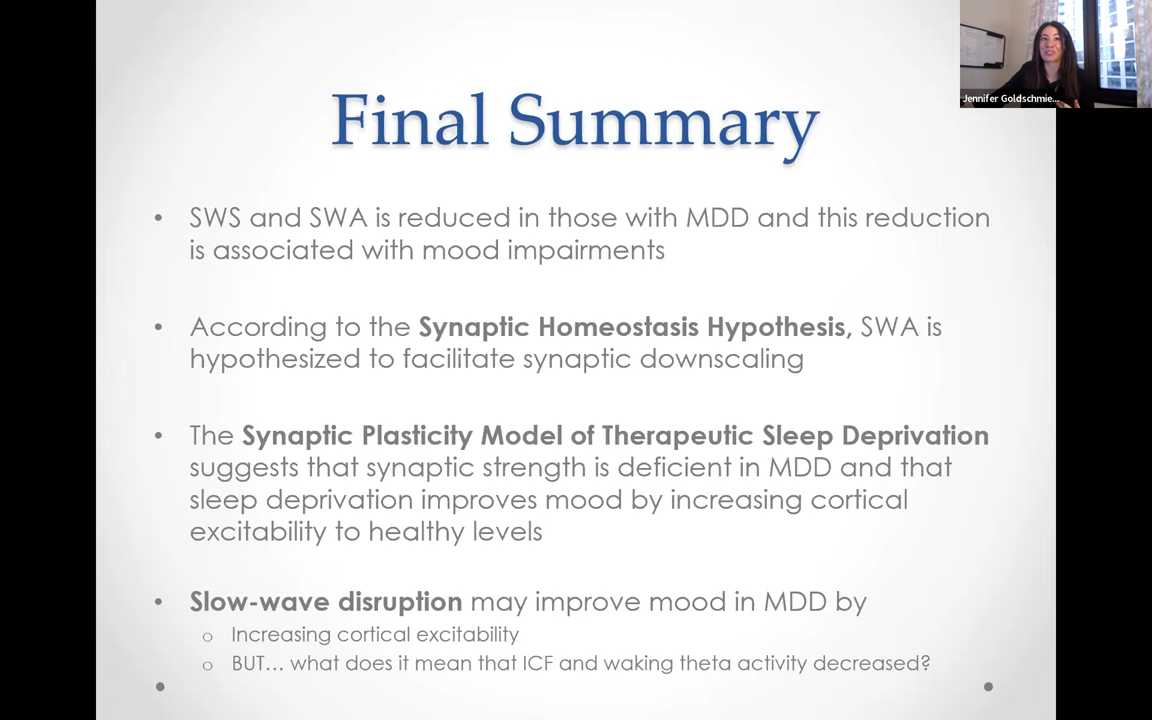 Jennifer Goldschmie...
Final Summary
• SWS and SWA is reduced in those with MDD and this reduction
is associated with mood impairments
• According to the Synaptic Homeostasis Hypothesis, SWA is
hypothesized to facilitate synaptic downscaling
• The Synaptic Plasticity Model of Therapeutic Sleep Deprivation
suggests that synaptic strength is deficient in MDD and that
sleep deprivation improves mood by increasing cortical
excitability to healthy levels
• Slow-wave disruption may improve mood in MDD by
o Increasing cortical excitability
o BUT... what does it mean that ICF and waking theta activity decreased?